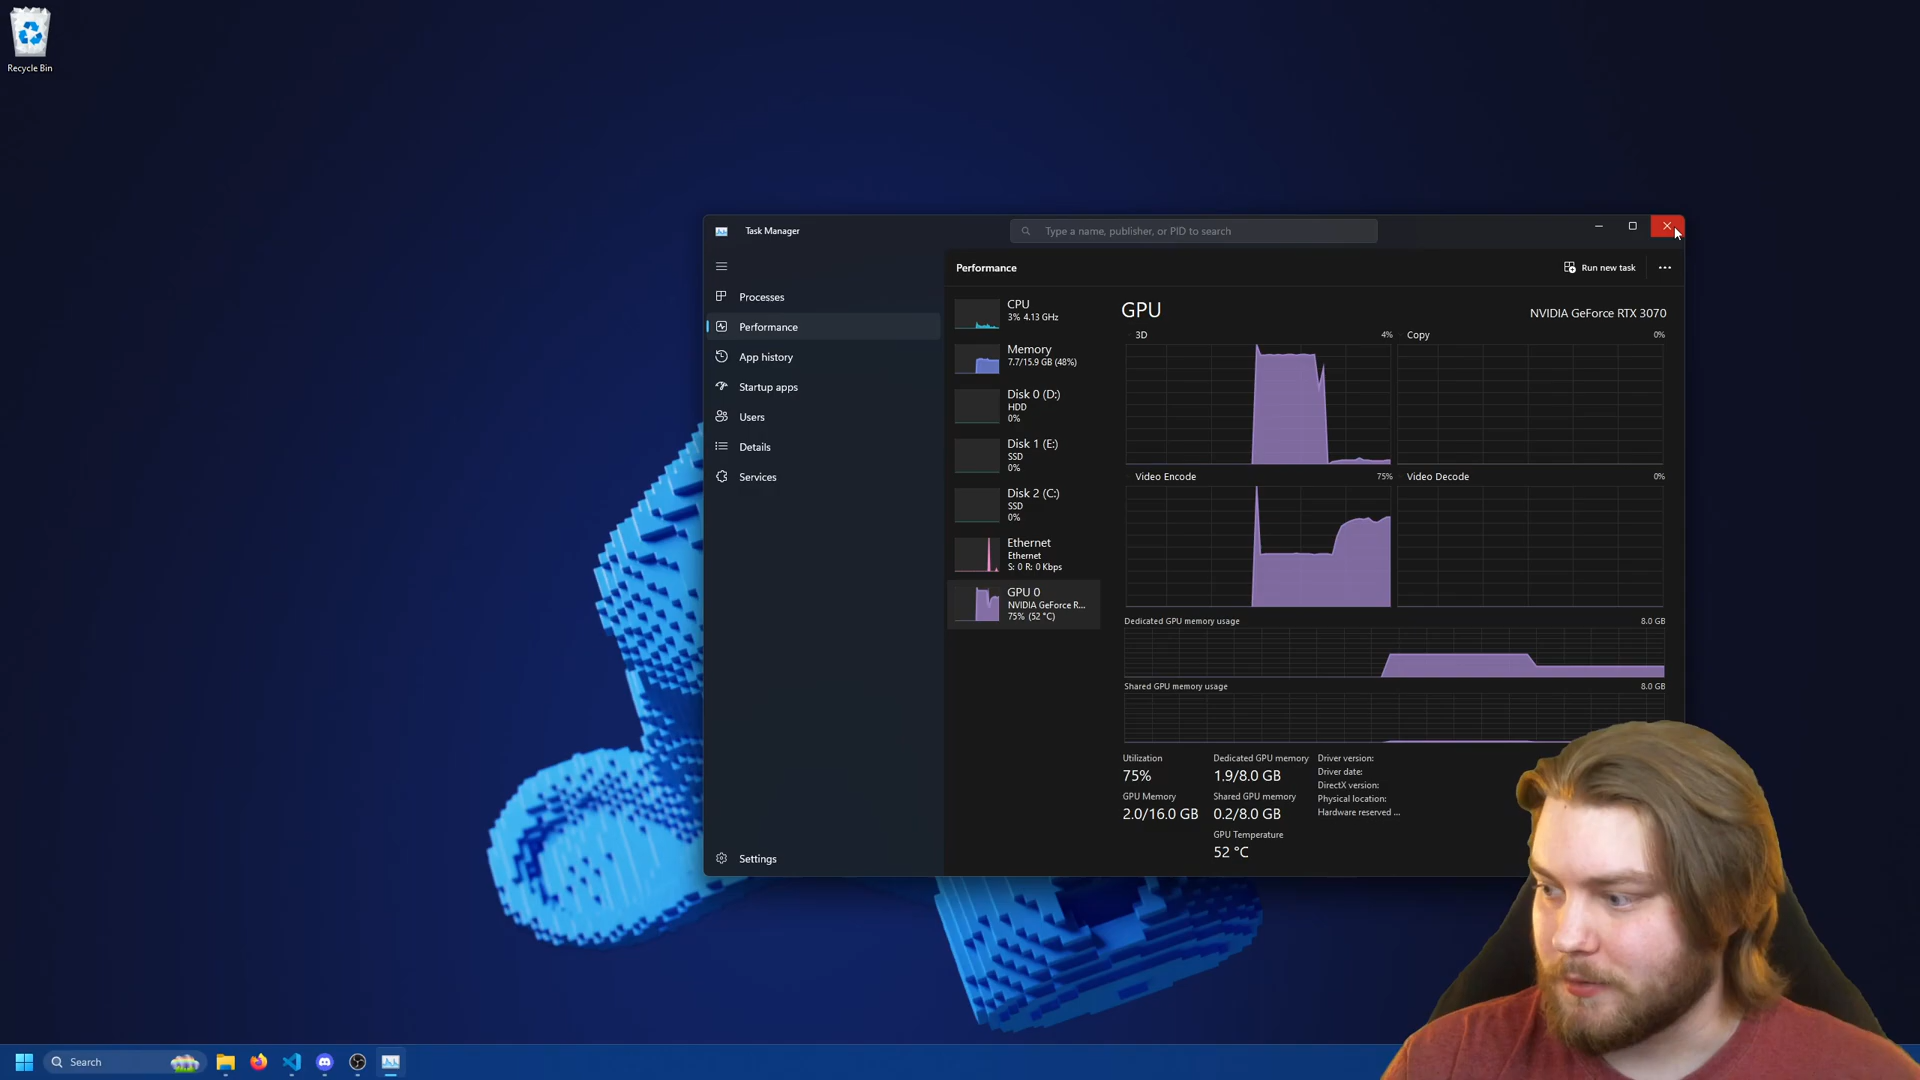 Recycle Bin
Task Manager
Type a name, publisher, or PID to search
Processes
Performance
App history
Startup apps
Users
Details
Services
Settings
Performance
Run new task
CPU
3% 4.13 GHz
Memory
7.7/15.9 GB (48%)
Disk 0 (D:)
HDD
0%
Disk 1 (E:)
SSD
0%
Disk 2 (C:)
SSD
0%
Ethernet
Ethernet
S: 0 R: 0 Kbps
GPU 0
NVIDIA GeForce R...
75% (52 °C)
GPU
NVIDIA GeForce RTX 3070
3D 4%
Copy 0%
Video Encode 75%
Video Decode 0%
Dedicated GPU memory usage 8.0 GB
Shared GPU memory usage 8.0 GB
Utilization
75%
GPU Memory
2.0/16.0 GB
Dedicated GPU memory
1.9/8.0 GB
Shared GPU memory
0.2/8.0 GB
GPU Temperature
52 °C
Driver version:
Driver date:
DirectX version:
Physical location:
Hardware reserved ...
Search